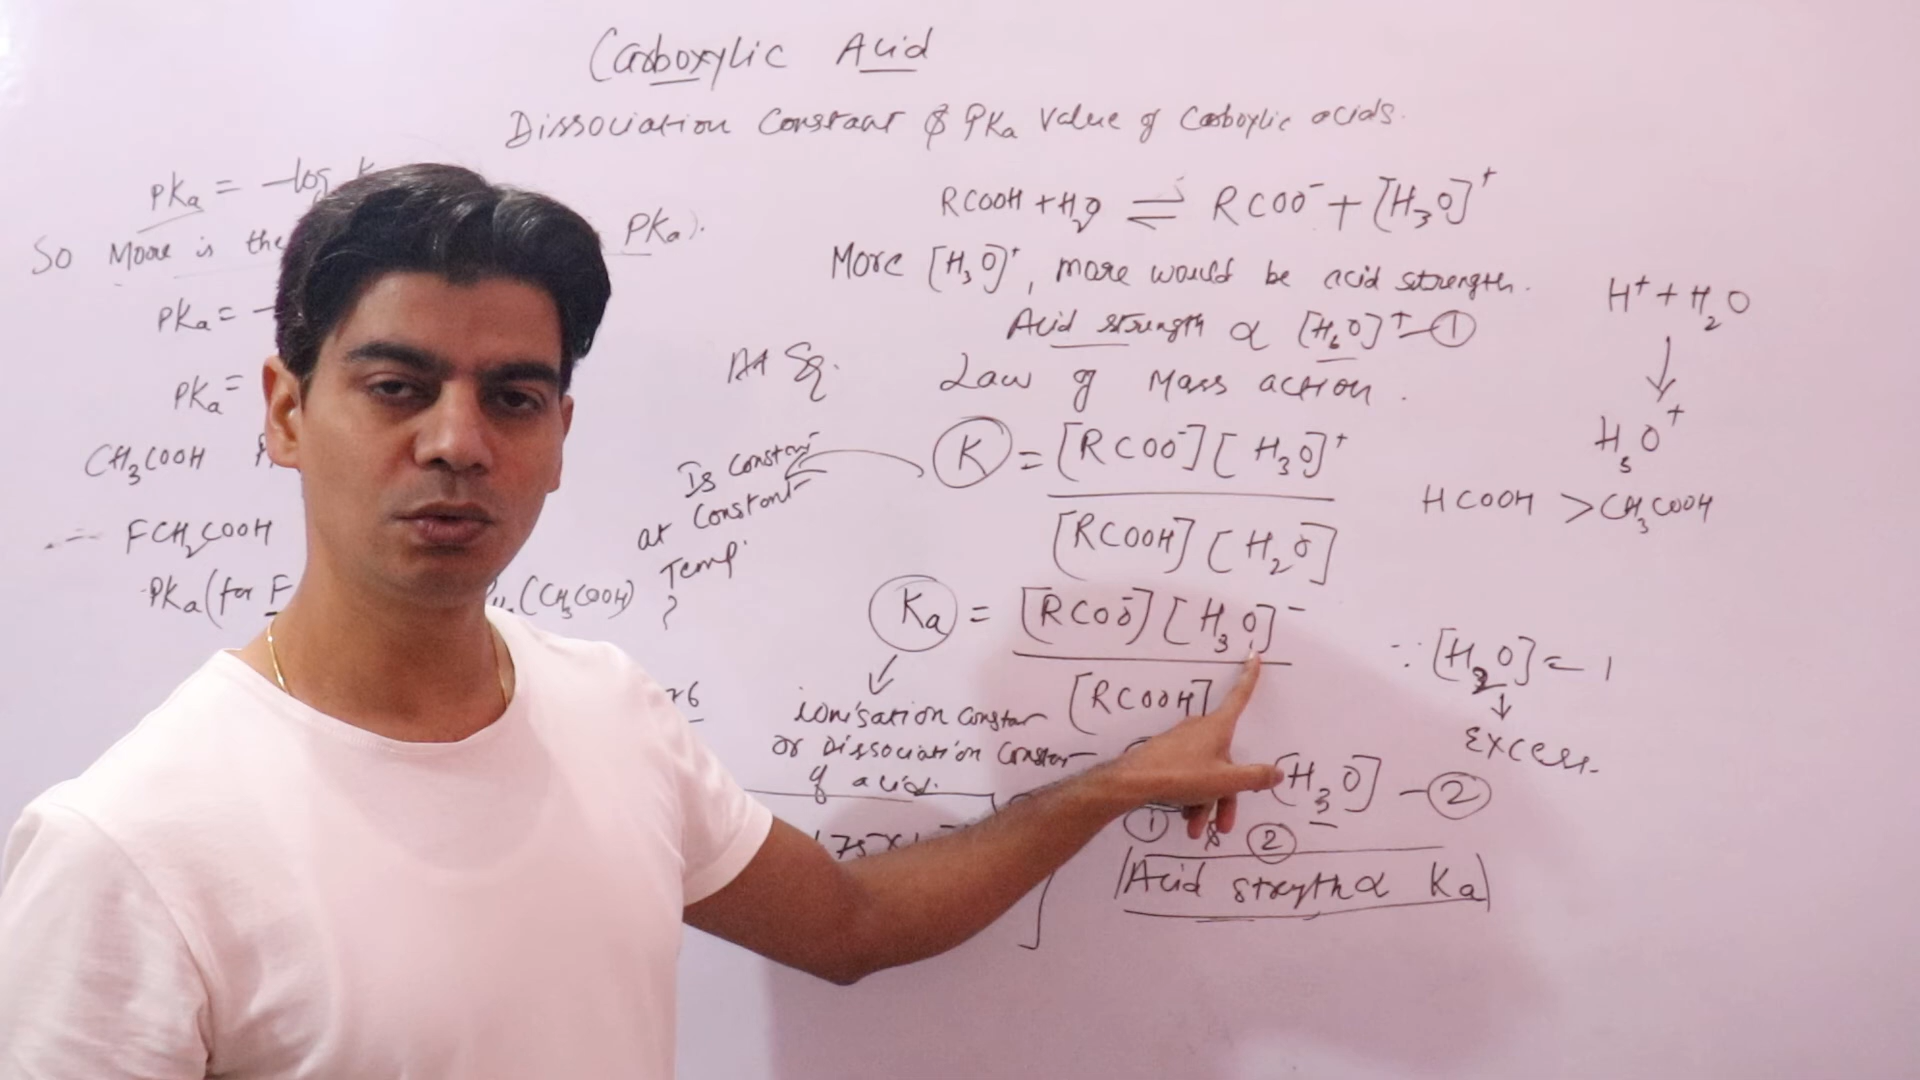 Carboxylic Acid
Dissociation Constant & PKa Value of Carboxylic acids.
PKa = -log K
So More is the PKa).
PKa = -
PKa =
CH3COOH
∴ FCH2COOH
PKa (for F (CH3COOH) ?
RCOOH + H2O ⇌ RCOO⁻ + [H3O]⁺
More [H3O]⁺, more would be acid strength.
Acid strength ∝ [H3O]⁺ - ①
At Eq. Law of Mass action.
K = [RCOO⁻][H3O]⁺
[RCOOH][H2O]
Is constant
at Constant
Temp.
Ka = [RCOO⁻][H3O]⁻
[RCOOH]
ionisation Constant
or Dissociation Constant
of acid.
75 x 1
[H3O] - ②
① & ②
Acid strength ∝ Ka
H⁺ + H2O
↓
H3O⁺
HCOOH > CH3COOH
∵ [H2O] = 1
↓
Excess.